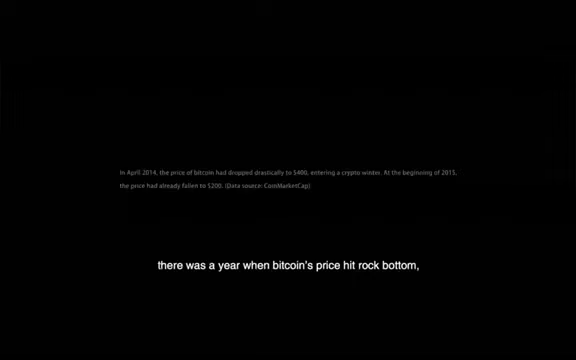 In April 2014, the price of bitcoin had dropped drastically to $400, entering a crypto winter. At the beginning of 2015,
the price had already fallen to $200. (Data source: CoinMarketCap)
there was a year when bitcoin's price hit rock bottom,